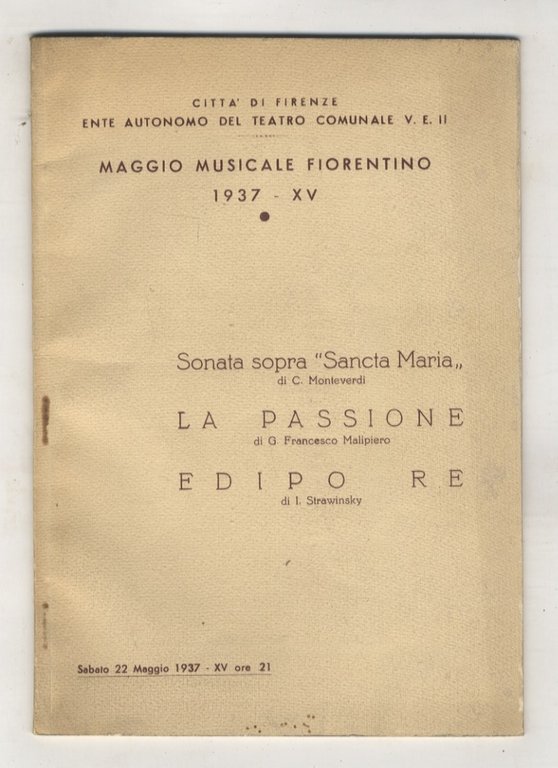 CITTA' DI FIRENZE
ENTE AUTONOMO DEL TEATRO COMUNALE V. E. II
MAGGIO MUSICALE FIORENTINO
1937 - XV
Sonata sopra "Sancta Maria„
di C. Monteverdi
LA PASSIONE
di G. Francesco Malipiero
EDIPO RE
di I. Strawinsky
Sabato 22 Maggio 1937 - XV ore 21